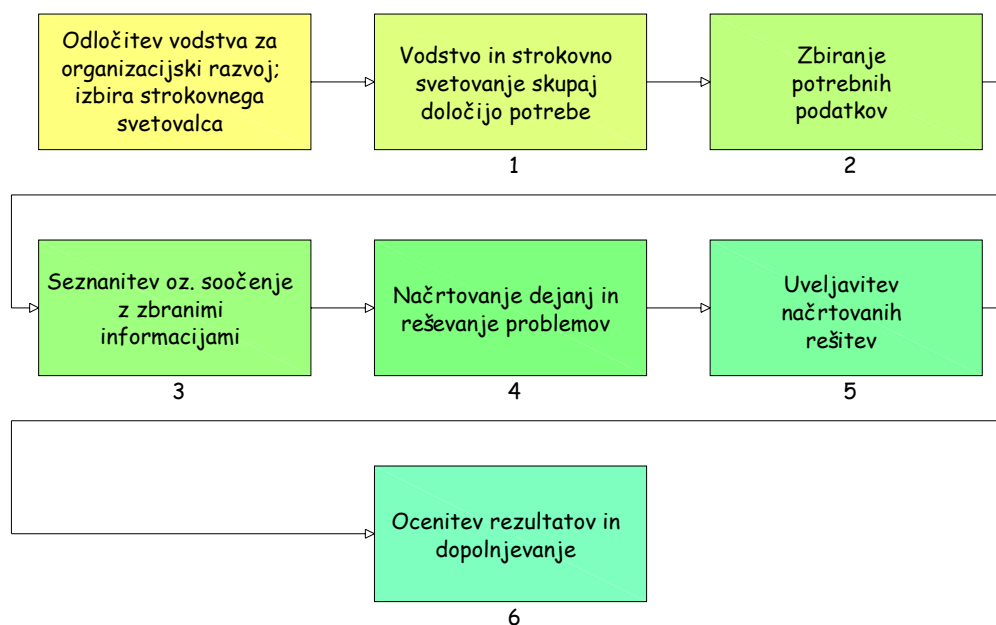 Odločitev vodstva za
organizacijski razvoj;
izbira strokovnega
svetovalca
Vodstvo in strokovno
svetovanje skupaj
določijo potrebe
1
Zbiranje
potrebnih
podatkov
2
Seznanitev oz. soočenje
z zbranimi
informacijami
3
Načrtovanje dejanj in
reševanje problemov
4
Uveljavitev
načrtovanih
rešitev
5
Ocenitev rezultatov in
dopolnjevanje
6